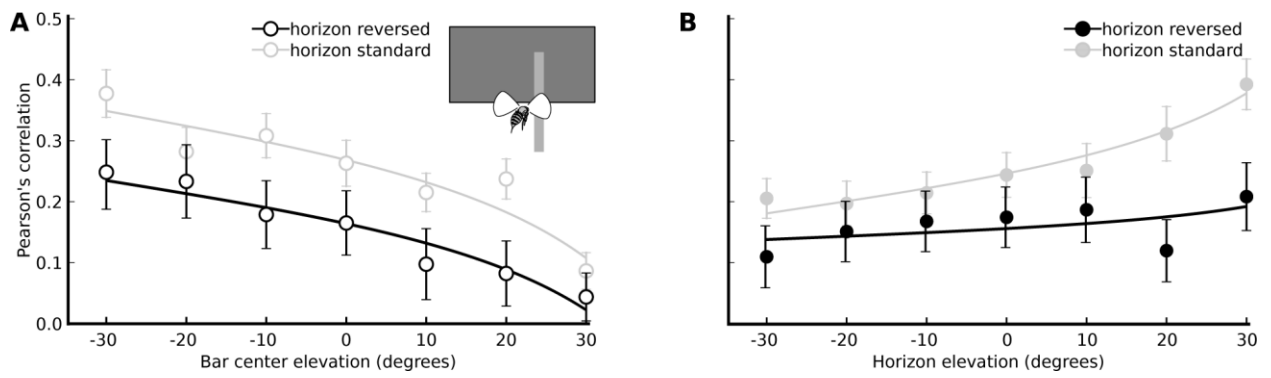 A
0.5
0.4
0.3
0.2
0.1
0.0
Pearson's correlation
horizon reversed
horizon standard
-30 -20 -10 0 10 20 30
Bar center elevation (degrees)
B
horizon reversed
horizon standard
-30 -20 -10 0 10 20 30
Horizon elevation (degrees)